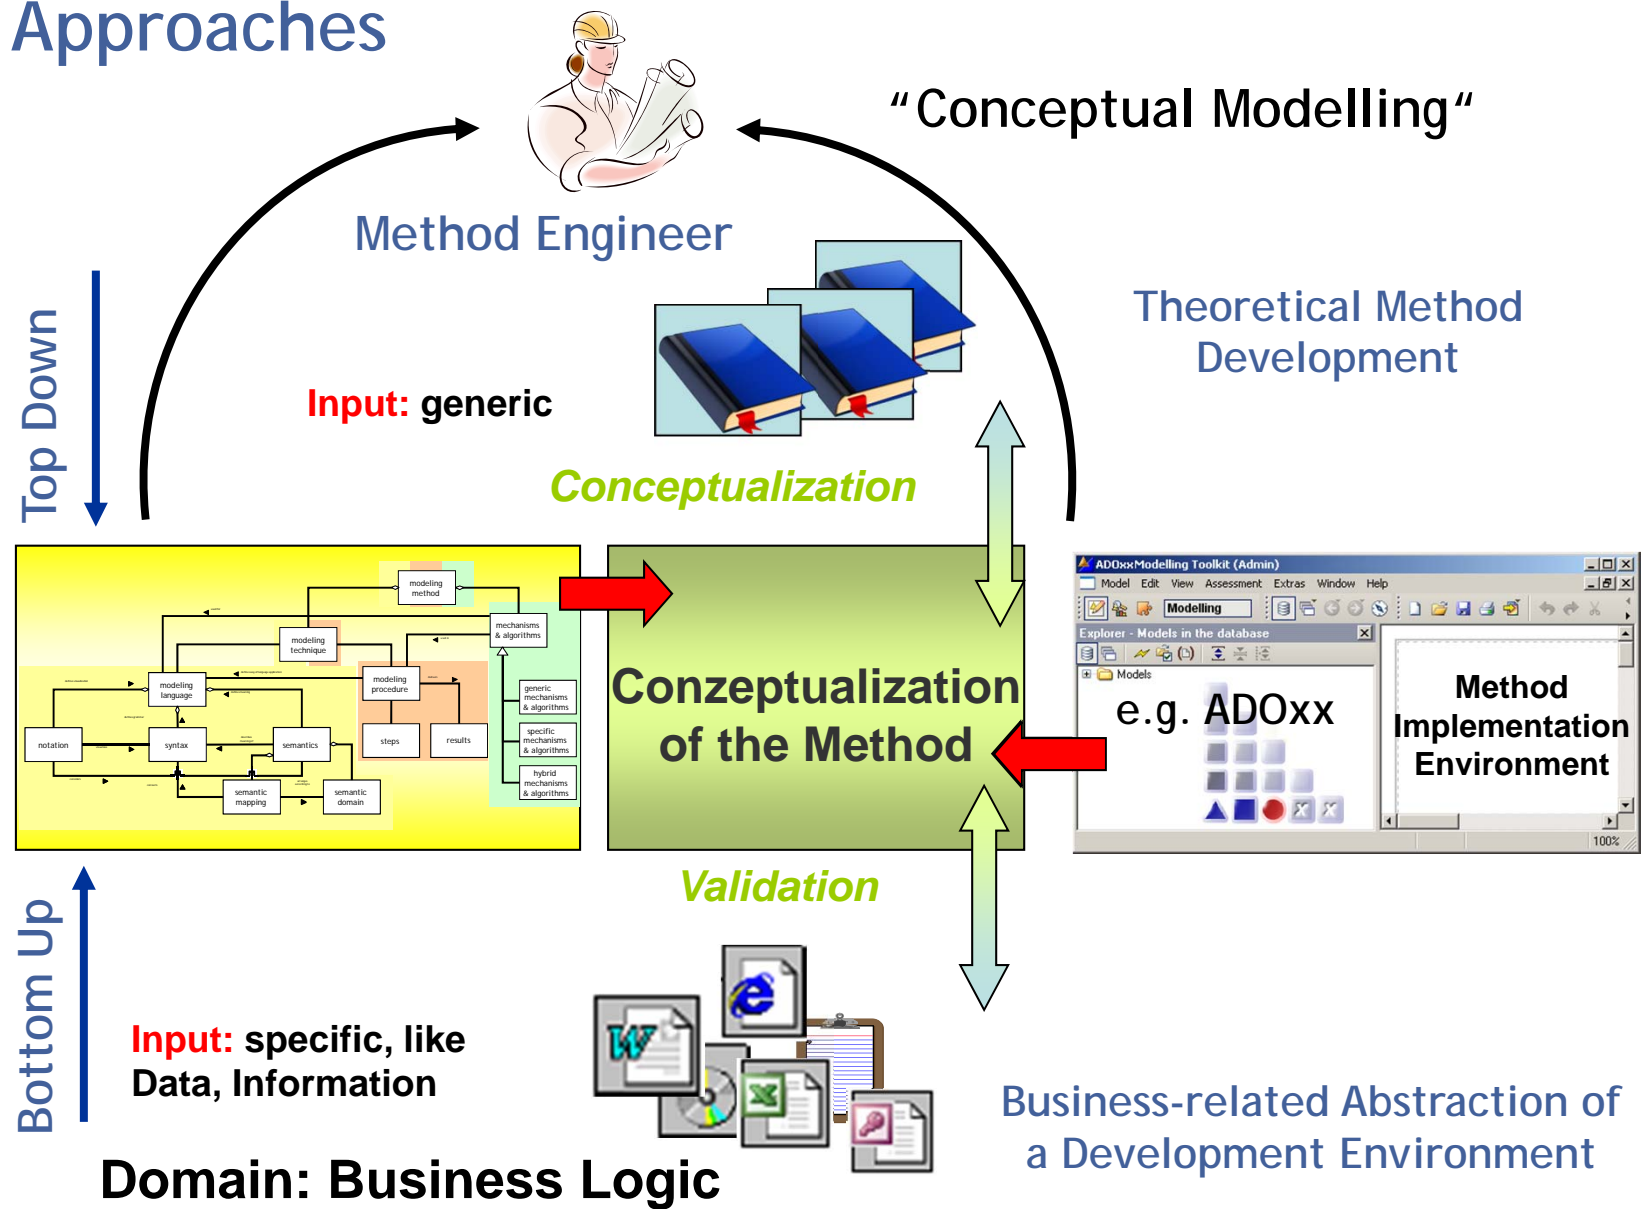 Approaches
“Conceptual Modelling“
Method Engineer
Top Down
Theoretical Method
Development
Input: generic
Conceptualization
modeling
method
mechanisms
& algorithms
modeling
technique
modeling
language
modeling
procedure
generic
mechanisms
& algorithms
notation
syntax
semantics
steps
results
specific
mechanisms
& algorithms
semantic
mapping
semantic
domain
hybrid
mechanisms
& algorithms
Conzeptualization
of the Method
ADOxx Modelling Toolkit (Admin)
Model Edit View Assessment Extras Window Help
Modelling
Explorer - Models in the database
Models
e.g. ADOxx
Method
Implementation
Environment
100%
Validation
Bottom Up
Input: specific, like
Data, Information
Business-related Abstraction of
a Development Environment
Domain: Business Logic